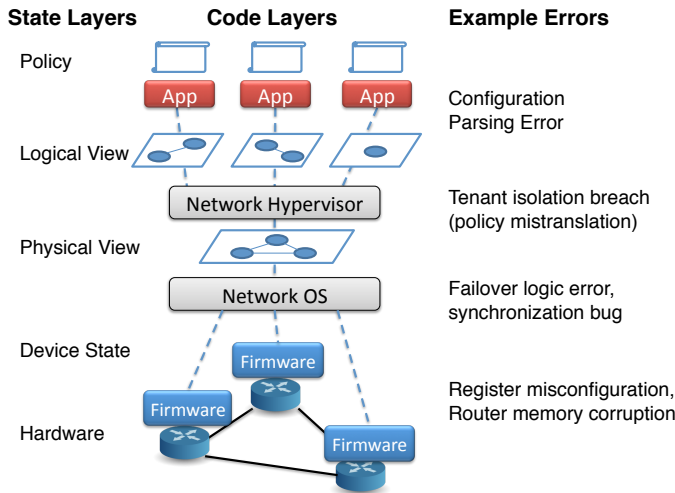 State Layers
Code Layers
Example Errors
Policy
App
App
App
Configuration
Parsing Error
Logical View
Network Hypervisor
Tenant isolation breach
(policy mistranslation)
Physical View
Network OS
Failover logic error,
synchronization bug
Device State
Firmware
Firmware
Register misconfiguration,
Router memory corruption
Hardware
Firmware